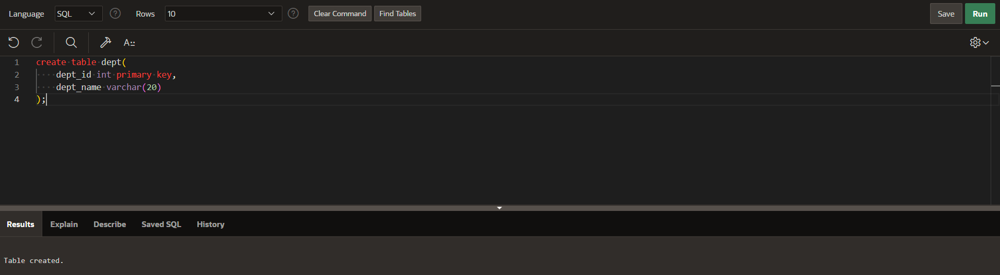 Language SQL Rows 10 Clear Command Find Tables Save Run
A::
1 create table dept(
2 dept_id int primary key,
3 dept_name varchar(20)
4 );
Results Explain Describe Saved SQL History
Table created.